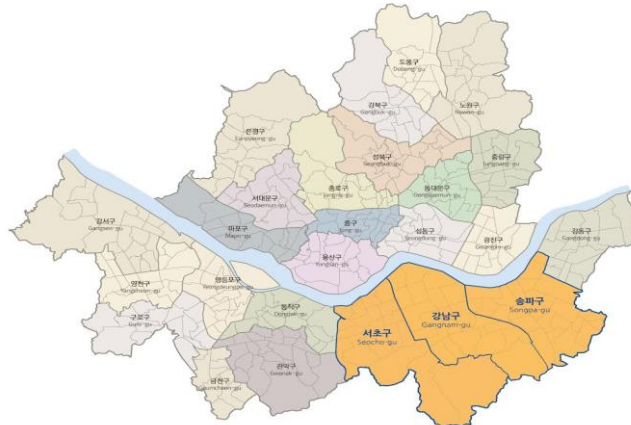 도봉구
Dobong-gu
강북구
Gangbuk-gu
노원구
Nowon-gu
은평구
Eunpyeong-gu
성북구
Seongbuk-gu
중랑구
Jungnang-gu
종로구
Jongno-gu
동대문구
Dongdaemun-gu
서대문구
Seodaemun-gu
마포구
Mapo-gu
중구
Jung-gu
성동구
Seongdong-gu
광진구
Gwangjin-gu
강동구
Gangdong-gu
강서구
Gangseo-gu
용산구
Yongsan-gu
양천구
Yangcheon-gu
영등포구
Yeongdeungpo-gu
동작구
Dongjak-gu
구로구
Guro-gu
금천구
Geumcheon-gu
관악구
Gwanak-gu
서초구
Seocho-gu
강남구
Gangnam-gu
송파구
Songpa-gu